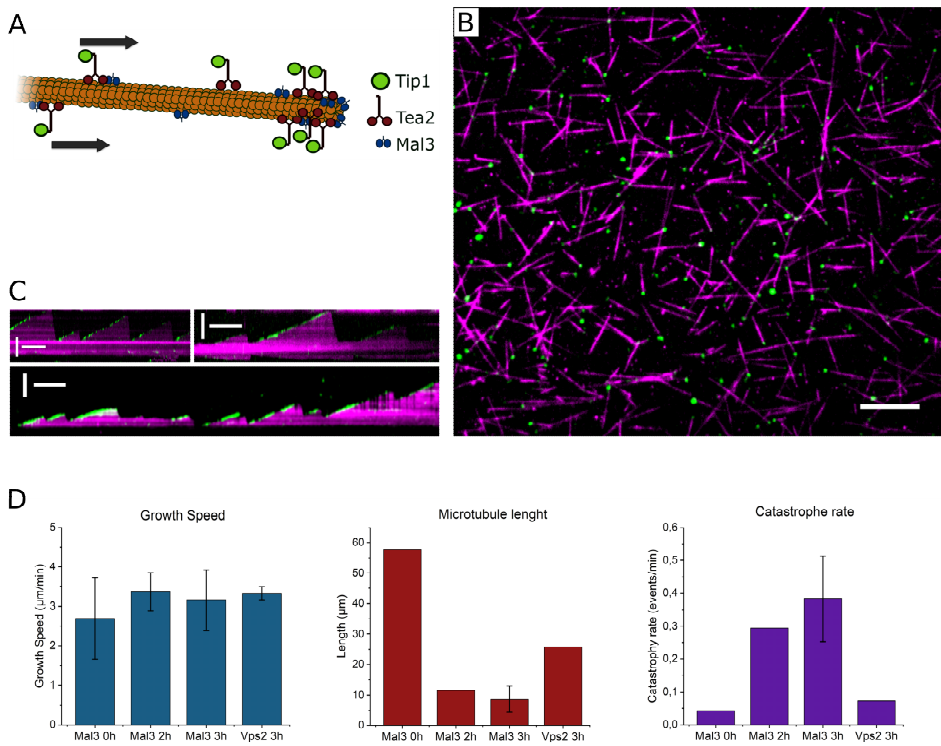 A
Tip1
Tea2
Mal3
B
C
D
Growth Speed
Growth Speed (µm/min)
5
4
3
2
1
0
Mal3 0h Mal3 2h Mal3 3h Vps2 3h
Microtubule lenght
Length (µm)
60
50
40
30
20
10
0
Mal3 0h Mal3 2h Mal3 3h Vps2 3h
Catastrophe rate
Catastrophy rate (events/min)
0,6
0,5
0,4
0,3
0,2
0,1
0,0
Mal3 0h Mal3 2h Mal3 3h Vps2 3h